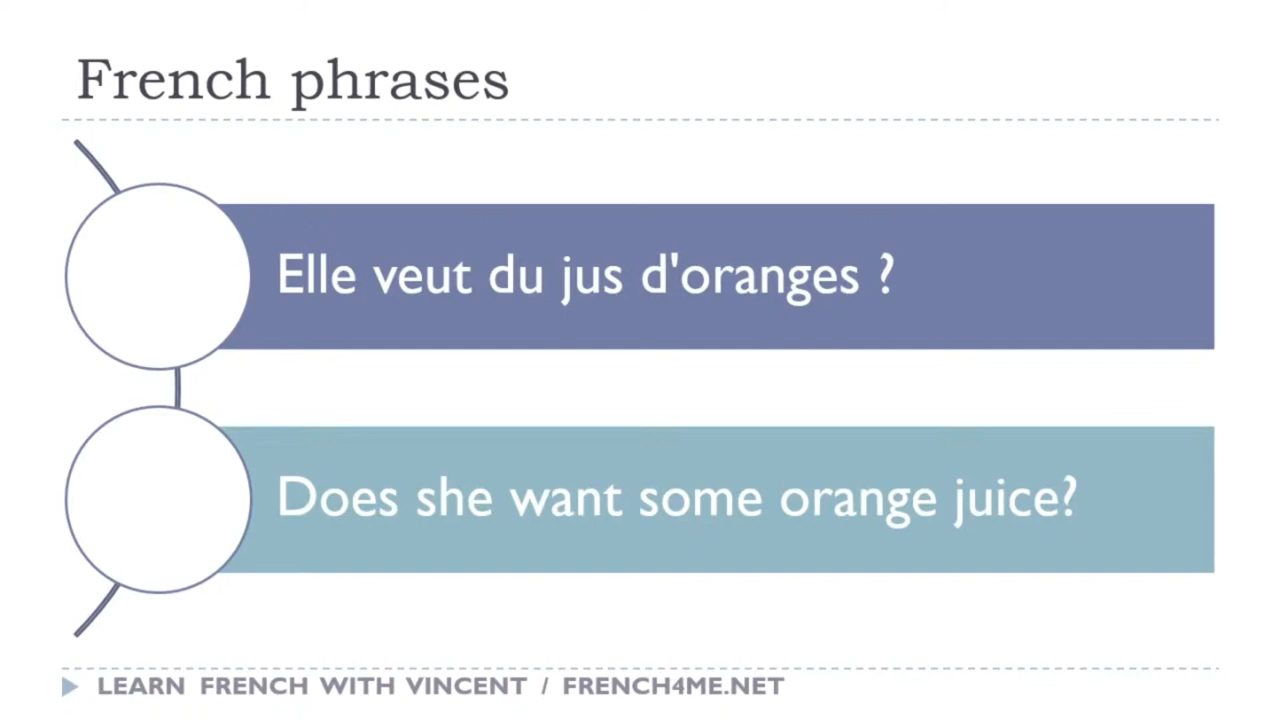 French phrases
Elle veut du jus d'oranges ?
Does she want some orange juice?
LEARN FRENCH WITH VINCENT / FRENCH4ME.NET